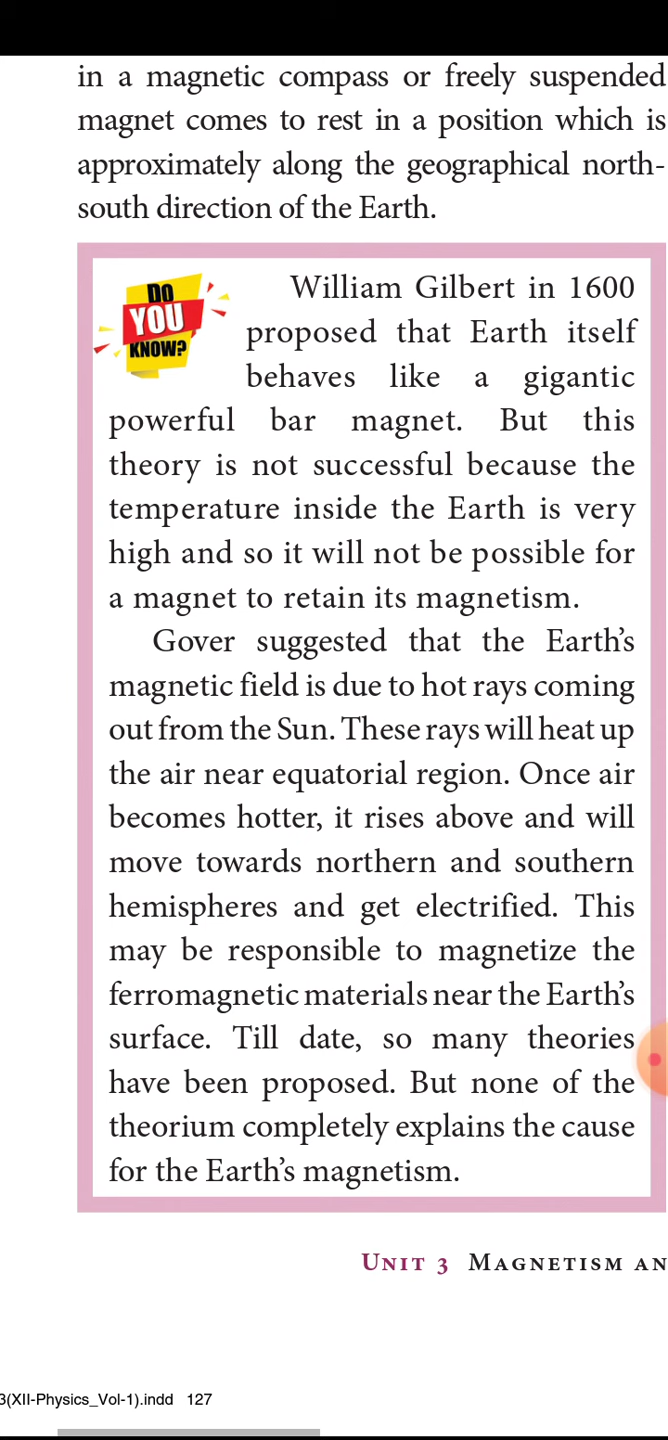 in a magnetic compass or freely suspended
magnet comes to rest in a position which is
approximately along the geographical north-
south direction of the Earth.
DO
YOU
KNOW?
William Gilbert in 1600
proposed that Earth itself
behaves like a gigantic
powerful bar magnet. But this
theory is not successful because the
temperature inside the Earth is very
high and so it will not be possible for
a magnet to retain its magnetism.
Gover suggested that the Earth's
magnetic field is due to hot rays coming
out from the Sun. These rays will heat up
the air near equatorial region. Once air
becomes hotter, it rises above and will
move towards northern and southern
hemispheres and get electrified. This
may be responsible to magnetize the
ferromagnetic materials near the Earth's
surface. Till date, so many theories
have been proposed. But none of the
theorium completely explains the cause
for the Earth's magnetism.
UNIT 3 MAGNETISM AN
3(XII-Physics_Vol-1).indd 127